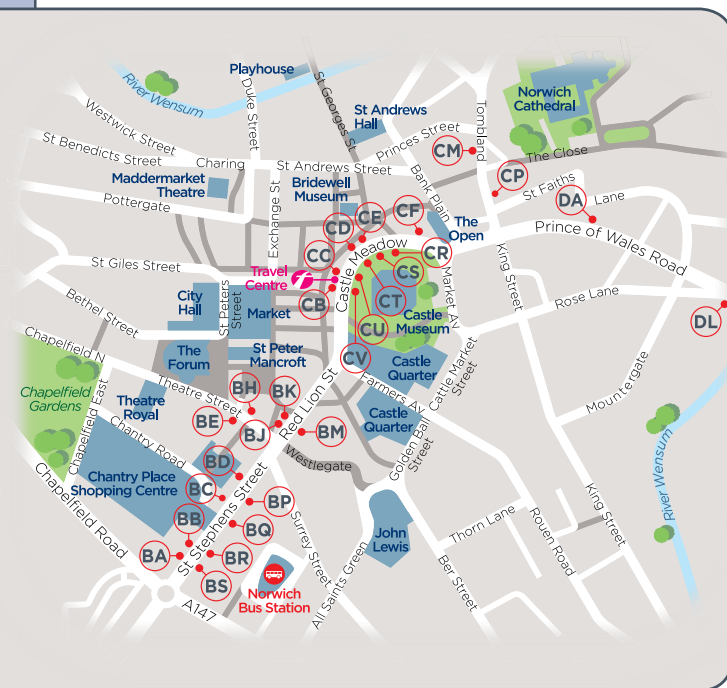 Playhouse
River Wensum
St Georges St
Duke Street
Westwick Street
St Andrews
Hall
Tombland
Norwich
Cathedral
Princes Street
CM
The Close
St Benedicts Street
Charing
St Andrews Street
Bank Plain
CP
St Faiths
Lane
DA
Maddermarket
Theatre
Bridewell
Museum
Pottergate
Exchange St
CD
CE
CF
The
Open
Prince of Wales Road
St Giles Street
CC
Castle Meadow
CR
CS
King Street
Travel
Centre
CB
CT
Market Av
Rose Lane
City
Hall
St Peters
Street
Market
Bethel Street
CU
Castle
Museum
DL
Chapelfield N
The
Forum
St Peter
Mancroft
CV
Castle
Quarter
Cattle Market
Street
Mountergate
Theatre Street
BH
BK
Red Lion St
Farmers Av
Chapelfield
Gardens
Chapelfield East
Theatre
Royal
BE
BJ
BM
Castle
Quarter
Golden Ball
Street
Chantry Road
BD
Westlegate
Chantry Place
Shopping Centre
BC
BP
St Stephens Street
Surrey Street
River Wensum
Chapelfield Road
BB
BQ
John
Lewis
Thorn Lane
Rouen Road
King Street
BA
BR
BS
All Saints Green
Ber Street
Norwich
Bus Station
A147